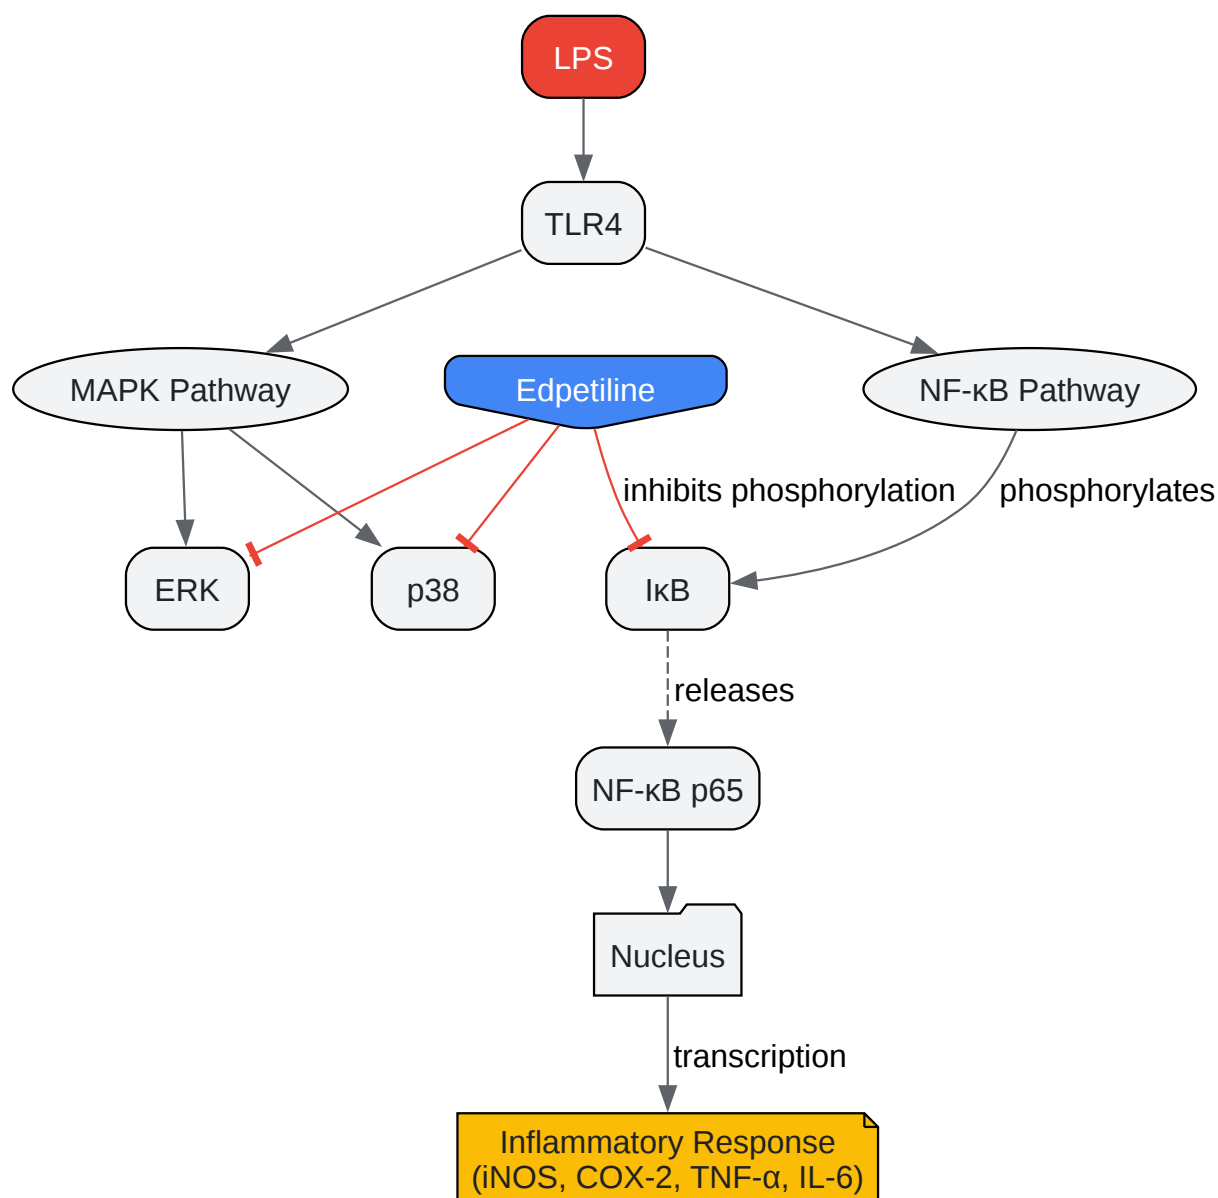 LPS
TLR4
MAPK Pathway
Edpetiline
NF-κB Pathway
inhibits phosphorylation
phosphorylates
ERK
p38
IκB
releases
NF-κB p65
Nucleus
transcription
Inflammatory Response
(iNOS, COX-2, TNF-α, IL-6)